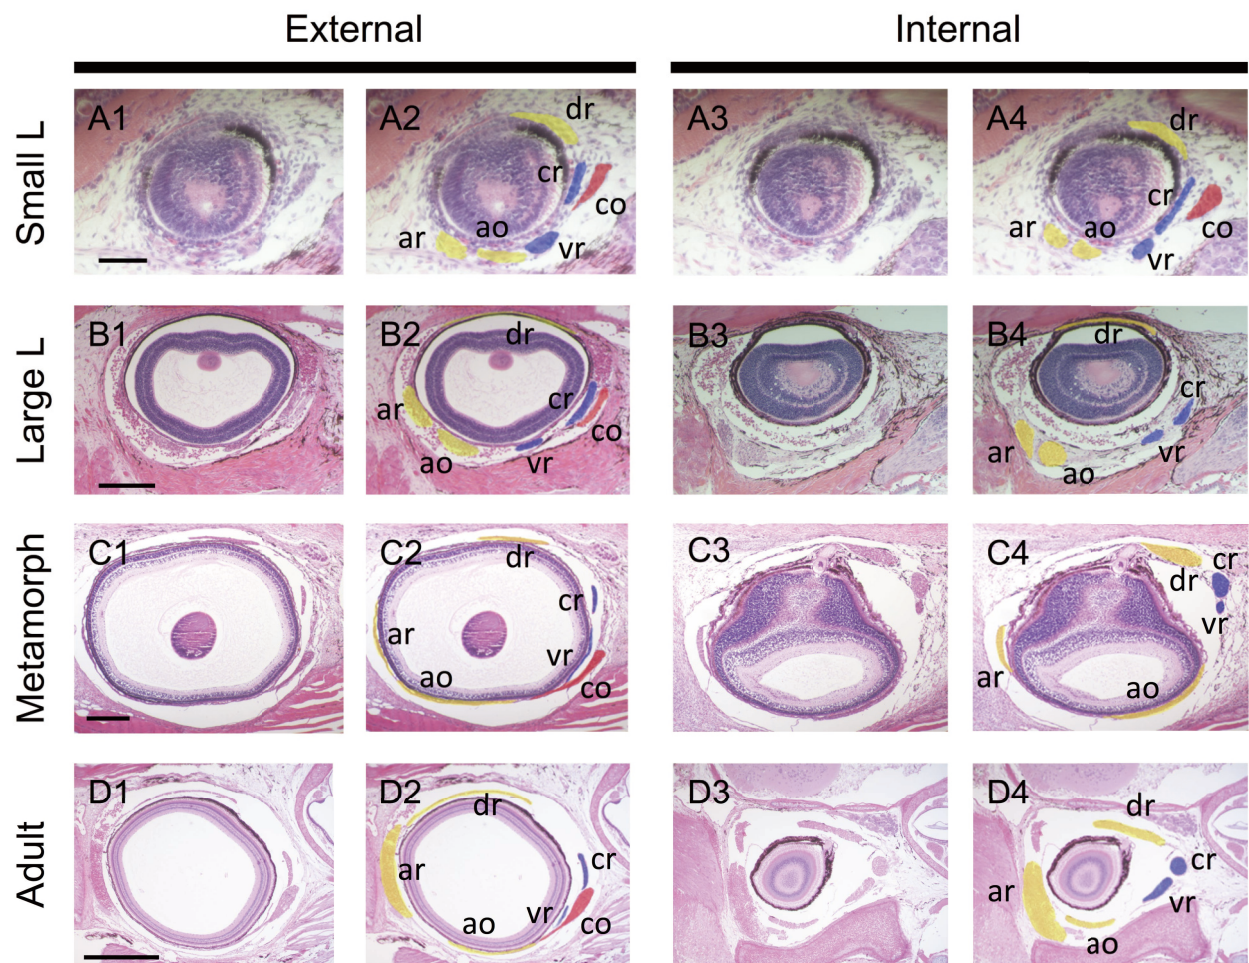 External Internal
Small L
A1 A2 dr cr co ao ar vr
A3 A4 dr cr ar ao co vr
Large L
B1 B2 dr cr ar co ao vr
B3 B4 dr cr ar vr ao
Metamorph
C1 C2 dr cr ar vr ao co
C3 C4 cr dr vr ar ao
Adult
D1 D2 dr cr ar vr co ao
D3 D4 dr cr ar vr ao